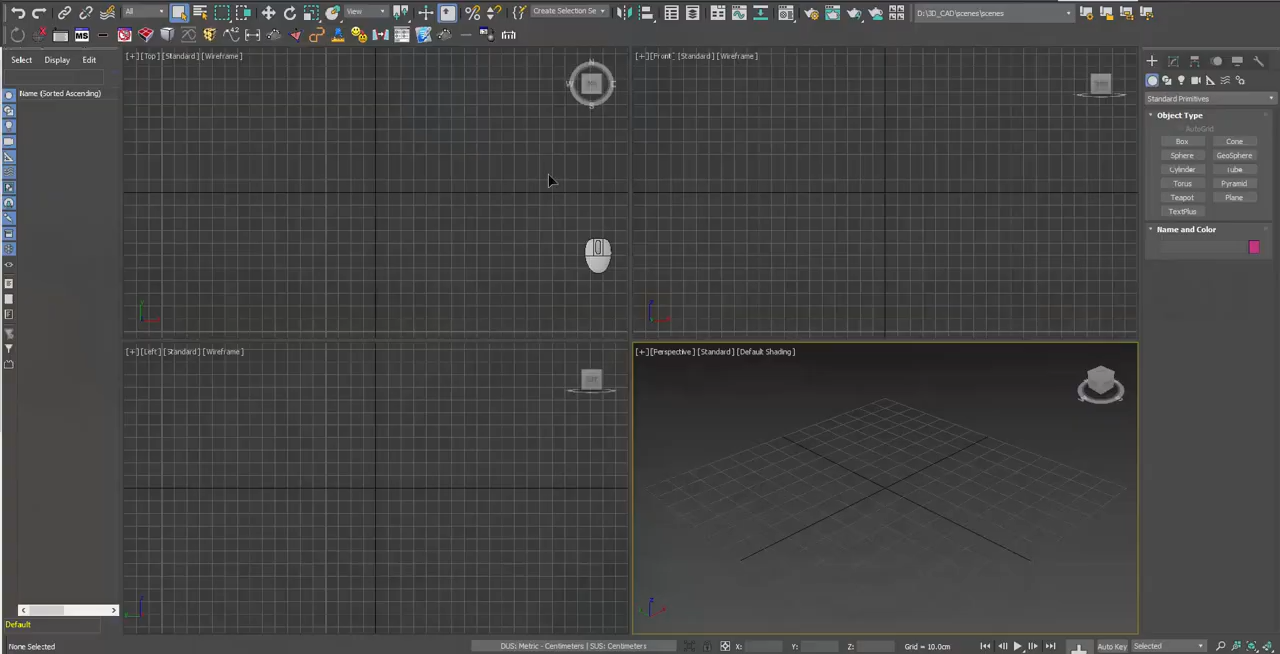 All
View
Create Selection Se
D:\3D_CAD\scenes\scenes
MS
Select Display Edit
Name (Sorted Ascending)
[+] [Top] [Standard] [Wireframe]
N
W
[+] [Front] [Standard] [Wireframe]
Standard Primitives
Object Type
AutoGrid
Box Cone
Sphere GeoSphere
Cylinder Tube
Torus Pyramid
Teapot Plane
TextPlus
Name and Color
[+] [Left] [Standard] [Wireframe]
[+] [Perspective] [Standard] [Default Shading]
Default
None Selected
DUS: Metric - Centimeters | SUS: Centimeters
X: Y: Z:
Grid = 10.0cm
Auto Key
Selected